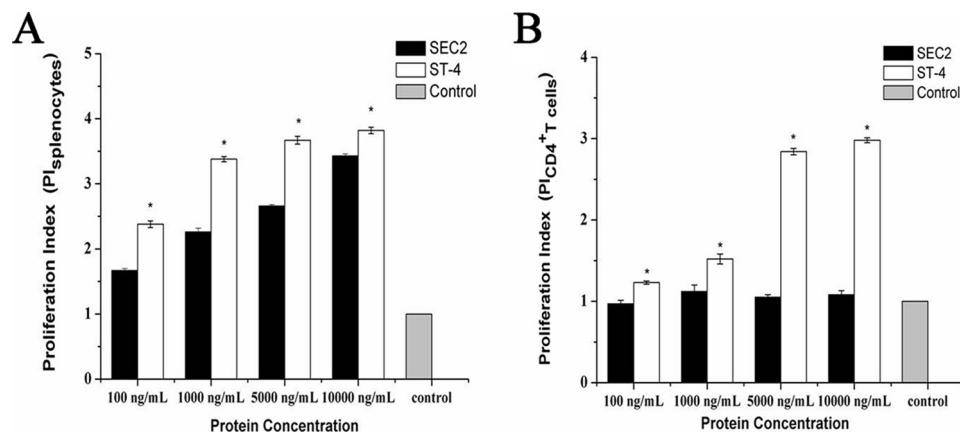 A
SEC2
ST-4
Control
Proliferation Index (PIsplenocytes)
5
4
3
2
1
0
* * * *
100 ng/mL 1000 ng/mL 5000 ng/mL 10000 ng/mL control
Protein Concentration
B
SEC2
ST-4
Control
Proliferation Index (PICD4+T cells)
4
3
2
1
0
* * * *
100 ng/mL 1000 ng/mL 5000 ng/mL 10000 ng/mL control
Protein Concentration